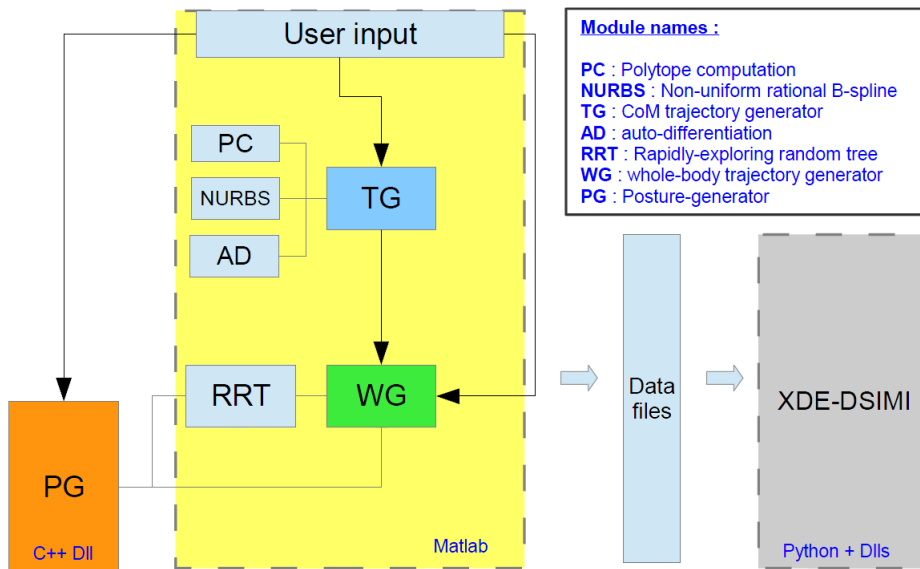 User input
Module names :
PC : Polytope computation
NURBS : Non-uniform rational B-spline
TG : CoM trajectory generator
AD : auto-differentiation
RRT : Rapidly-exploring random tree
WG : whole-body trajectory generator
PG : Posture-generator
PC
NURBS
AD
TG
RRT
WG
PG
C++ Dll
Matlab
Data
files
XDE-DSIMI
Python + Dlls